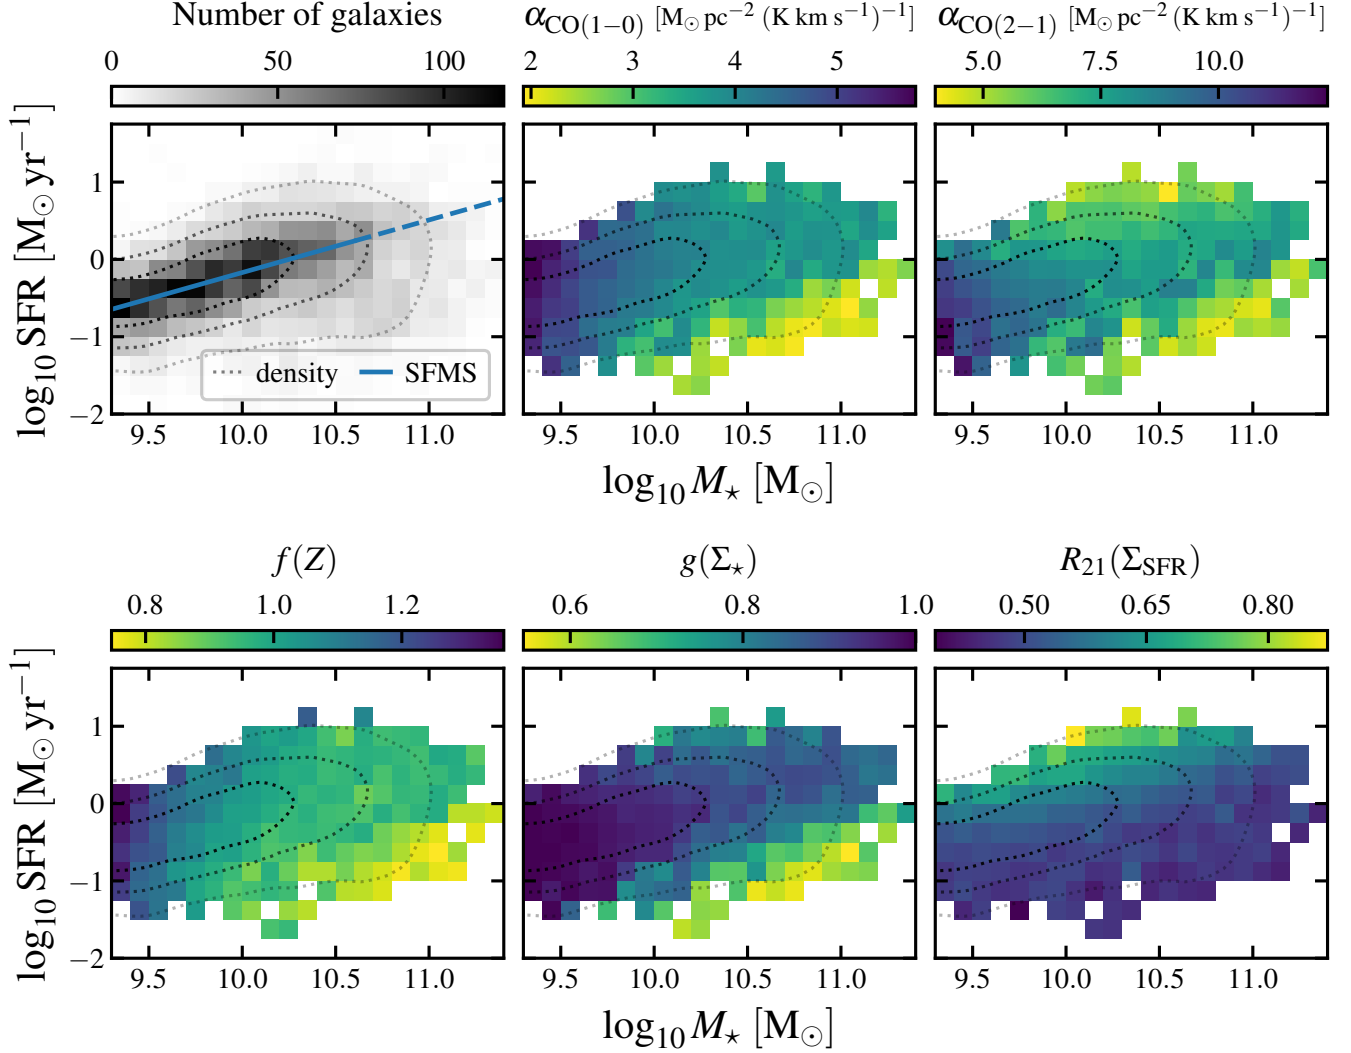 Number of galaxies
α_CO(1−0) [M⊙ pc⁻² (K km s⁻¹)⁻¹]
α_CO(2−1) [M⊙ pc⁻² (K km s⁻¹)⁻¹]
0 50 100
2 3 4 5
5.0 7.5 10.0
log₁₀ SFR [M⊙ yr⁻¹]
1
0
−1
−2
density
SFMS
9.5 10.0 10.5 11.0
9.5 10.0 10.5 11.0
9.5 10.0 10.5 11.0
log₁₀ M⋆ [M⊙]
f(Z)
g(Σ⋆)
R₂₁(Σ_SFR)
0.8 1.0 1.2
0.6 0.8 1.0
0.50 0.65 0.80
log₁₀ SFR [M⊙ yr⁻¹]
1
0
−1
−2
9.5 10.0 10.5 11.0
9.5 10.0 10.5 11.0
9.5 10.0 10.5 11.0
log₁₀ M⋆ [M⊙]